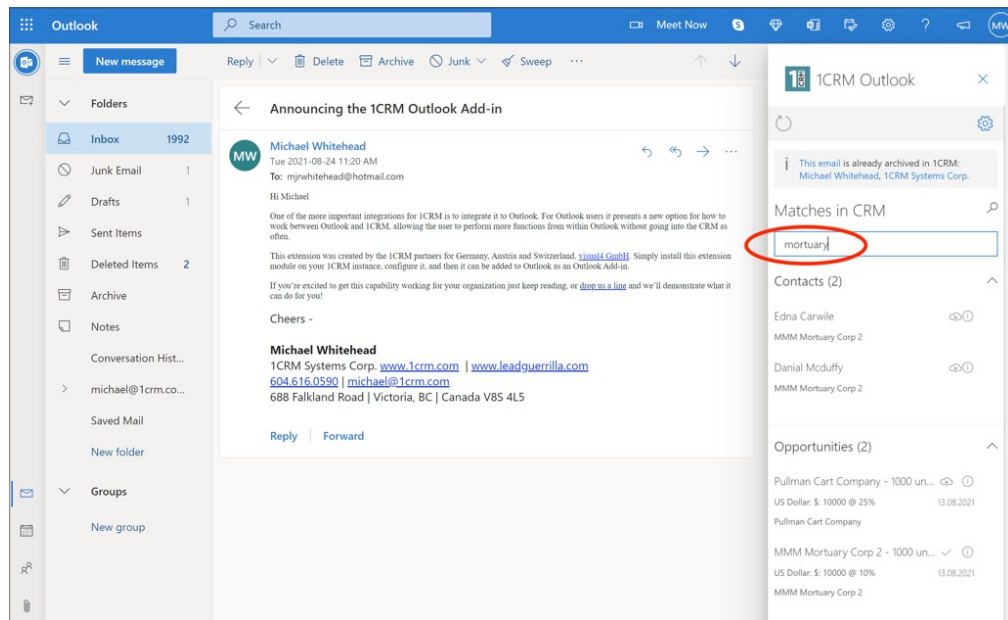 Outlook
Search
Meet Now
MW
New message
Reply
Delete
Archive
Junk
Sweep
Folders
Inbox 1992
Junk Email 1
Drafts 1
Sent Items
Deleted Items 2
Archive
Notes
Conversation Hist...
michael@1crm.co...
Saved Mail
New folder
Groups
New group
Announcing the 1CRM Outlook Add-in
MW
Michael Whitehead
Tue 2021-08-24 11:20 AM
To: mjrwhitehead@hotmail.com
Hi Michael
One of the more important integrations for 1CRM is to integrate it to Outlook. For Outlook users it presents a new option for how to
work between Outlook and 1CRM, allowing the user to perform more functions from within Outlook without going into the CRM as
often.
This extension was created by the 1CRM partners for Germany, Austria and Switzerland, visual4 GmbH. Simply install this extension
module on your 1CRM instance, configure it, and then it can be added to Outlook as an Outlook Add-in.
If you're excited to get this capability working for your organization just keep reading, or drop us a line and we'll demonstrate what it
can do for you!
Cheers -
Michael Whitehead
1CRM Systems Corp. www.1crm.com | www.leadguerrilla.com
604.616.0590 | michael@1crm.com
688 Falkland Road | Victoria, BC | Canada V8S 4L5
Reply
Forward
1CRM Outlook
This email is already archived in 1CRM:
Michael Whitehead, 1CRM Systems Corp.
Matches in CRM
mortuary
Contacts (2)
Edna Carwile
MMM Mortuary Corp 2
Danial Mcduffy
MMM Mortuary Corp 2
Opportunities (2)
Pullman Cart Company - 1000 un...
US Dollar: $: 10000 @ 25% 13.08.2021
Pullman Cart Company
MMM Mortuary Corp 2 - 1000 un...
US Dollar: $: 10000 @ 10% 13.08.2021
MMM Mortuary Corp 2